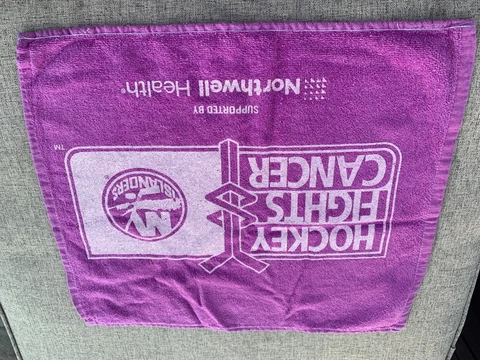 HOCKEY
FIGHTS
CANCER
™
NY
ISLANDERS
®
SUPPORTED BY
Northwell Health®